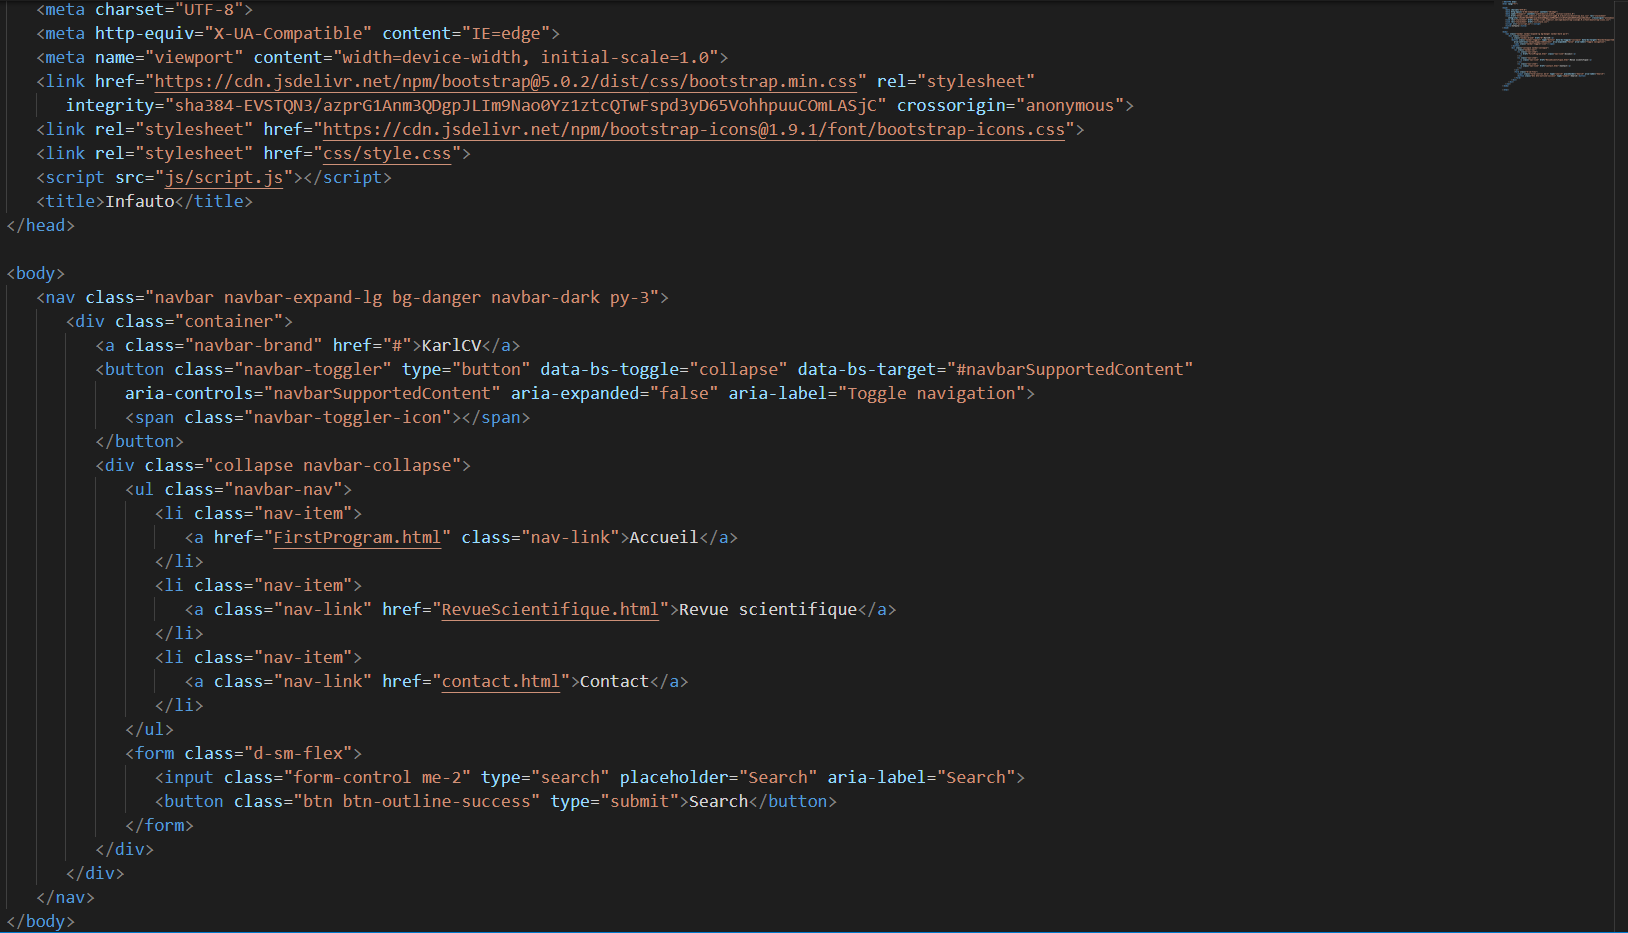 <meta charset="UTF-8">
<meta http-equiv="X-UA-Compatible" content="IE=edge">
<meta name="viewport" content="width=device-width, initial-scale=1.0">
<link href="https://cdn.jsdelivr.net/npm/bootstrap@5.0.2/dist/css/bootstrap.min.css" rel="stylesheet"
integrity="sha384-EVSTQN3/azprG1Anm3QDgpJLIm9Nao0Yz1ztcQTwFspd3yD65VohhpuuCOmLASjC" crossorigin="anonymous">
<link rel="stylesheet" href="https://cdn.jsdelivr.net/npm/bootstrap-icons@1.9.1/font/bootstrap-icons.css">
<link rel="stylesheet" href="css/style.css">
<script src="js/script.js"></script>
<title>Infauto</title>
</head>
<body>
<nav class="navbar navbar-expand-lg bg-danger navbar-dark py-3">
<div class="container">
<a class="navbar-brand" href="#">KarlCV</a>
<button class="navbar-toggler" type="button" data-bs-toggle="collapse" data-bs-target="#navbarSupportedContent"
aria-controls="navbarSupportedContent" aria-expanded="false" aria-label="Toggle navigation">
<span class="navbar-toggler-icon"></span>
</button>
<div class="collapse navbar-collapse">
<ul class="navbar-nav">
<li class="nav-item">
<a href="FirstProgram.html" class="nav-link">Accueil</a>
</li>
<li class="nav-item">
<a class="nav-link" href="RevueScientifique.html">Revue scientifique</a>
</li>
<li class="nav-item">
<a class="nav-link" href="contact.html">Contact</a>
</li>
</ul>
<form class="d-sm-flex">
<input class="form-control me-2" type="search" placeholder="Search" aria-label="Search">
<button class="btn btn-outline-success" type="submit">Search</button>
</form>
</div>
</div>
</nav>
</body>